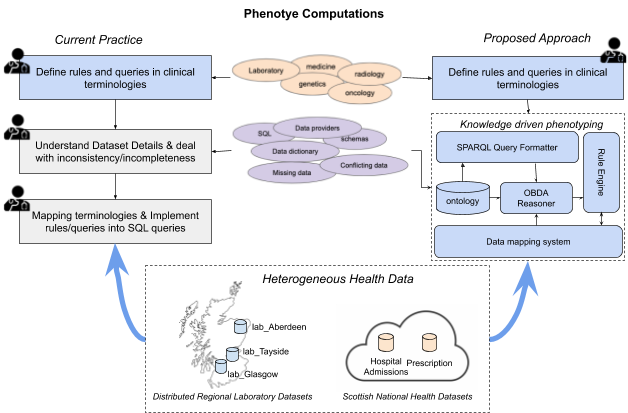 Phenotye Computations
Current Practice
Proposed Approach
Define rules and queries in clinical
terminologies
Laboratory
medicine
radiology
genetics
oncology
Define rules and queries in clinical
terminologies
Understand Dataset Details & deal
with inconsistency/incompleteness
SQL
Data providers
schemas
Data dictionary
Conflicting data
Missing data
Knowledge driven phenotyping
SPARQL Query Formatter
Rule Engine
ontology
OBDA
Reasoner
Data mapping system
Mapping terminologies & Implement
rules/queries into SQL queries
Heterogeneous Health Data
lab_Aberdeen
lab_Tayside
lab_Glasgow
Hospital
Admissions
Prescription
Distributed Regional Laboratory Datasets
Scottish National Health Datasets